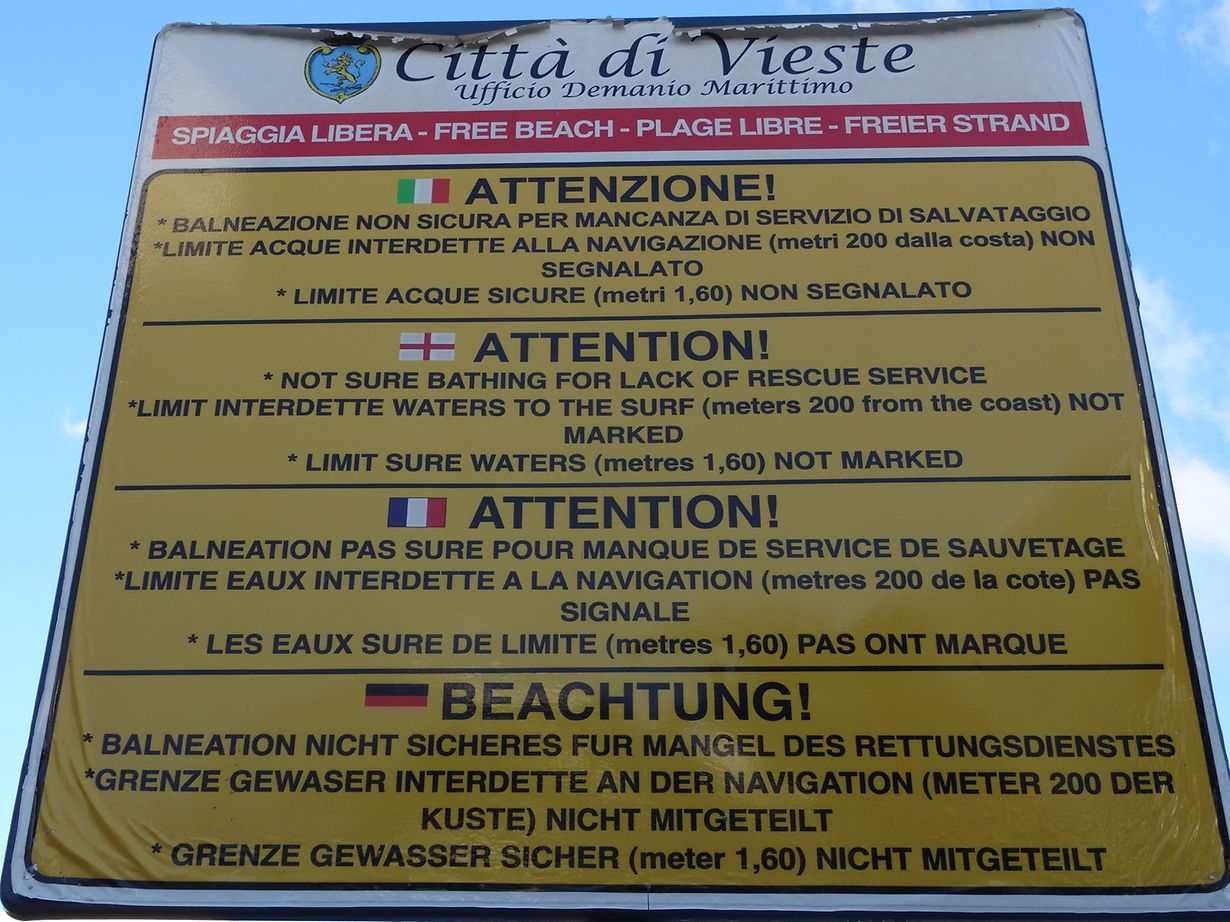 Città di Vieste
Ufficio Demanio Marittimo
SPIAGGIA LIBERA - FREE BEACH - PLAGE LIBRE - FREIER STRAND
ATTENZIONE!
* BALNEAZIONE NON SICURA PER MANCANZA DI SERVIZIO DI SALVATAGGIO
*LIMITE ACQUE INTERDETTE ALLA NAVIGAZIONE (metri 200 dalla costa) NON
SEGNALATO
* LIMITE ACQUE SICURE (metri 1,60) NON SEGNALATO
ATTENTION!
* NOT SURE BATHING FOR LACK OF RESCUE SERVICE
*LIMIT INTERDETTE WATERS TO THE SURF (meters 200 from the coast) NOT
MARKED
* LIMIT SURE WATERS (metres 1,60) NOT MARKED
ATTENTION!
* BALNEATION PAS SURE POUR MANQUE DE SERVICE DE SAUVETAGE
*LIMITE EAUX INTERDETTE A LA NAVIGATION (metres 200 de la cote) PAS
SIGNALE
* LES EAUX SURE DE LIMITE (metres 1,60) PAS ONT MARQUE
BEACHTUNG!
* BALNEATION NICHT SICHERES FUR MANGEL DES RETTUNGSDIENSTES
*GRENZE GEWASER INTERDETTE AN DER NAVIGATION (METER 200 DER
KUSTE) NICHT MITGETEILT
* GRENZE GEWASSER SICHER (meter 1,60) NICHT MITGETEILT